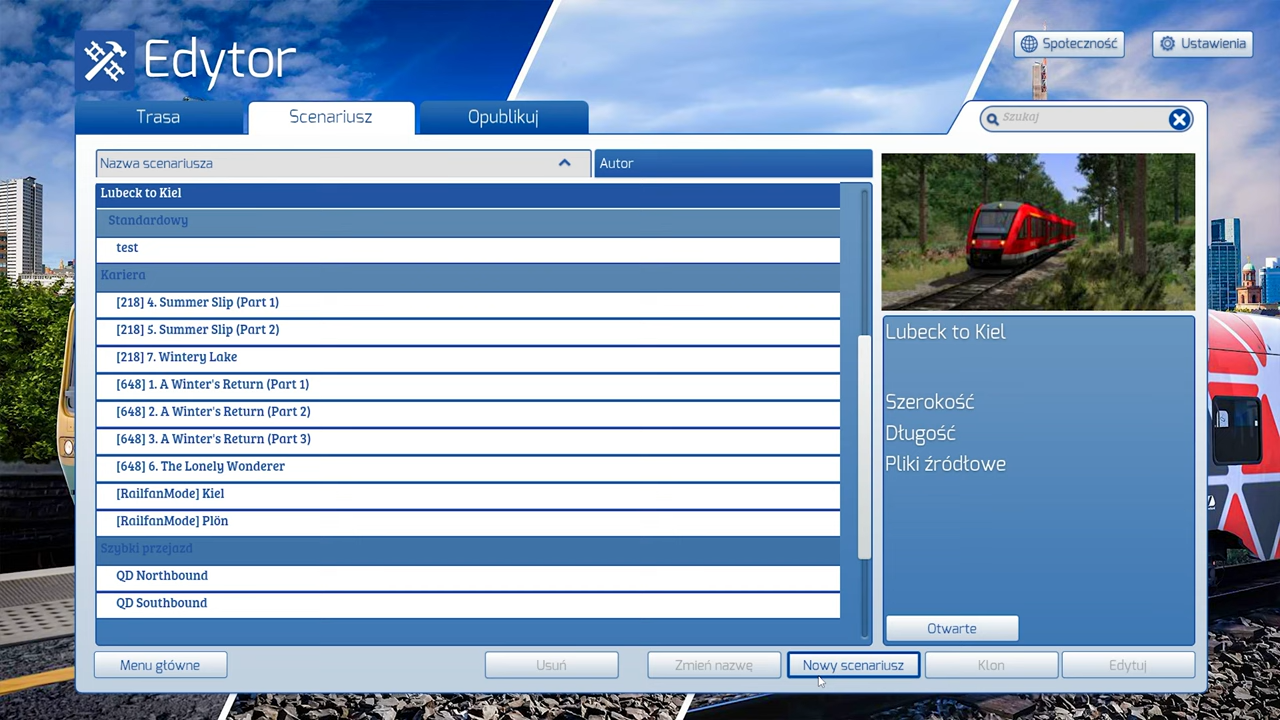 Edytor
Społeczność
Ustawienia
Trasa
Scenariusz
Opublikuj
Szukaj
Nazwa scenariusza
Autor
Lubeck to Kiel
Standardowy
test
Kariera
[218] 4. Summer Slip (Part 1)
[218] 5. Summer Slip (Part 2)
[218] 7. Wintery Lake
[648] 1. A Winter's Return (Part 1)
[648] 2. A Winter's Return (Part 2)
[648] 3. A Winter's Return (Part 3)
[648] 6. The Lonely Wonderer
[RailfanMode] Kiel
[RailfanMode] Plön
Szybki przejazd
QD Northbound
QD Southbound
Lubeck to Kiel
Szerokość
Długość
Pliki źródłowe
Otwarte
Menu główne
Usuń
Zmień nazwę
Nowy scenariusz
Klon
Edytuj